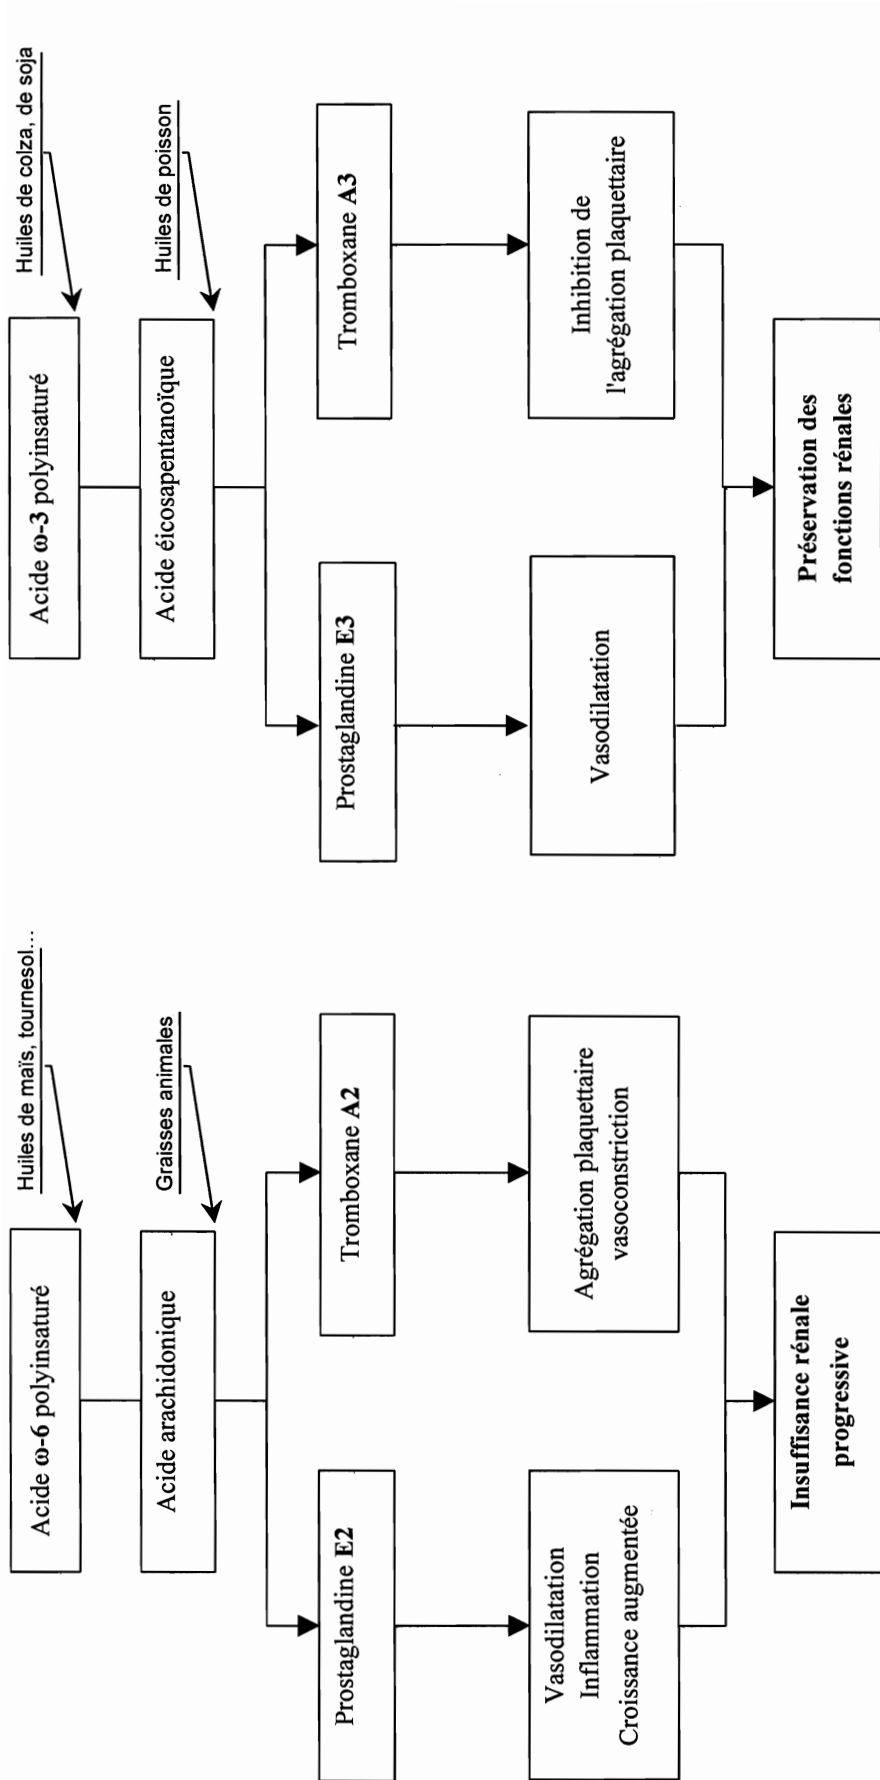 Huiles de maïs, tournesol...
Acide ω-6 polyinsaturé
Graisses animales
Acide arachidonique
Prostaglandine E2
Tromboxane A2
Vasodilatation
Inflammation
Croissance augmentée
Agrégation plaquettaire
vasoconstriction
Insuffisance rénale
progressive
Huiles de colza, de soja
Acide ω-3 polyinsaturé
Huiles de poisson
Acide éicosapentanoïque
Prostaglandine E3
Tromboxane A3
Vasodilatation
Inhibition de
l'agrégation plaquettaire
Préservation des
fonctions rénales